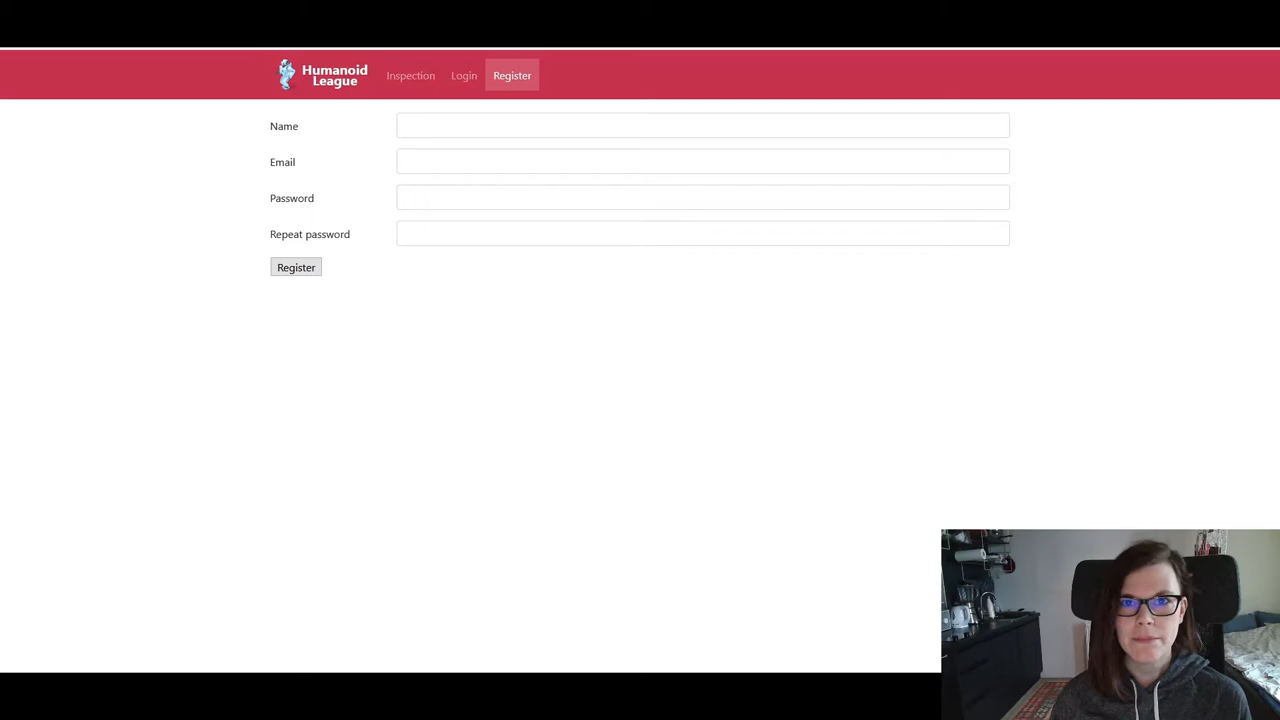 Humanoid
League
Inspection Login Register
Name
Email
Password
Repeat password
Register